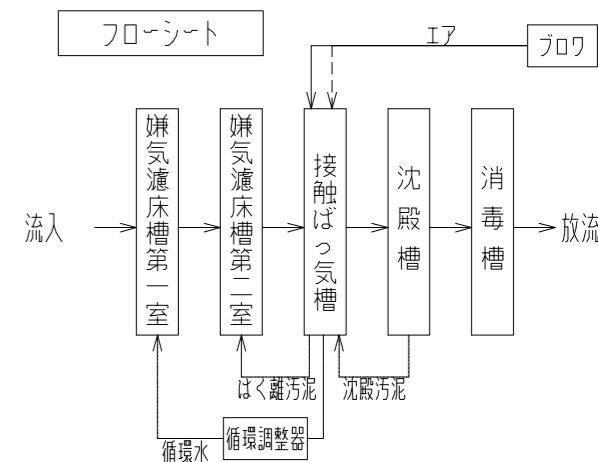 フローシート
エア
ブロワ
流入
嫌気濾床槽第一室
嫌気濾床槽第二室
接触ばっ気槽
沈殿槽
消毒槽
放流
はく離汚泥
沈殿汚泥
循環水
循環調整器